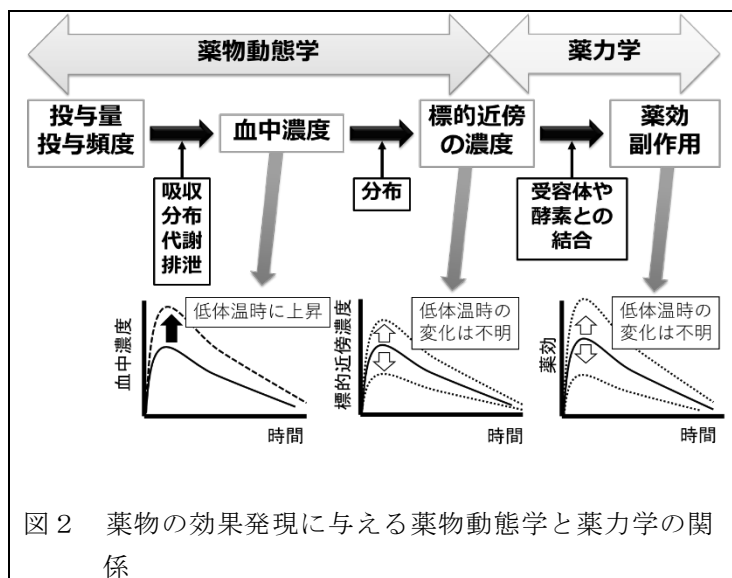 薬物動態学
薬力学
投与量
投与頻度
血中濃度
標的近傍
の濃度
薬効
副作用
吸収
分布
代謝
排泄
分布
受容体や
酵素との
結合
低体温時に上昇
血中濃度
時間
低体温時の
変化は不明
標的近傍濃度
時間
低体温時の
変化は不明
薬効
時間
図２　薬物の効果発現に与える薬物動態学と薬力学の関
係